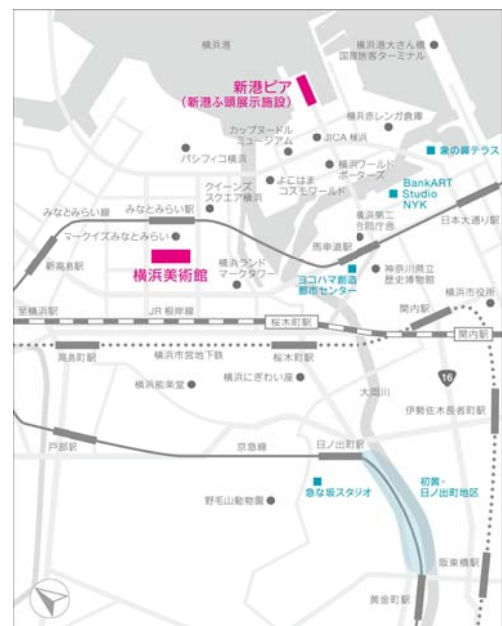 横浜港
横浜港大さん橋
国際旅客ターミナル
新港ピア
(新港ふ頭展示施設)
横浜赤レンガ倉庫
カップヌードル
ミュージアム
JICA 横浜
象の鼻テラス
パシフィコ横浜
横浜ワールド
ポーターズ
よこはま
コスモワールド
BankART
Studio
NYK
クイーンズ
スクエア横浜
みなとみらい線
みなとみらい駅
日本大通り駅
横浜第二
合同庁舎
マークイズみなとみらい
馬車道駅
新高島駅
横浜美術館
横浜ランド
マークタワー
ヨコハマ創造
都市センター
神奈川県立
歴史博物館
横浜市役所
至横浜駅
JR 根岸線
桜木町駅
関内駅
関内駅
高島町駅
横浜市営地下鉄
桜木町駅
横浜能楽堂
横浜にぎわい座
大岡川
16
伊勢佐木長者町駅
戸部駅
京急線
日ノ出町駅
急な坂スタジオ
初黄・
日ノ出町地区
野毛山動物園
阪東橋駅
黄金町駅